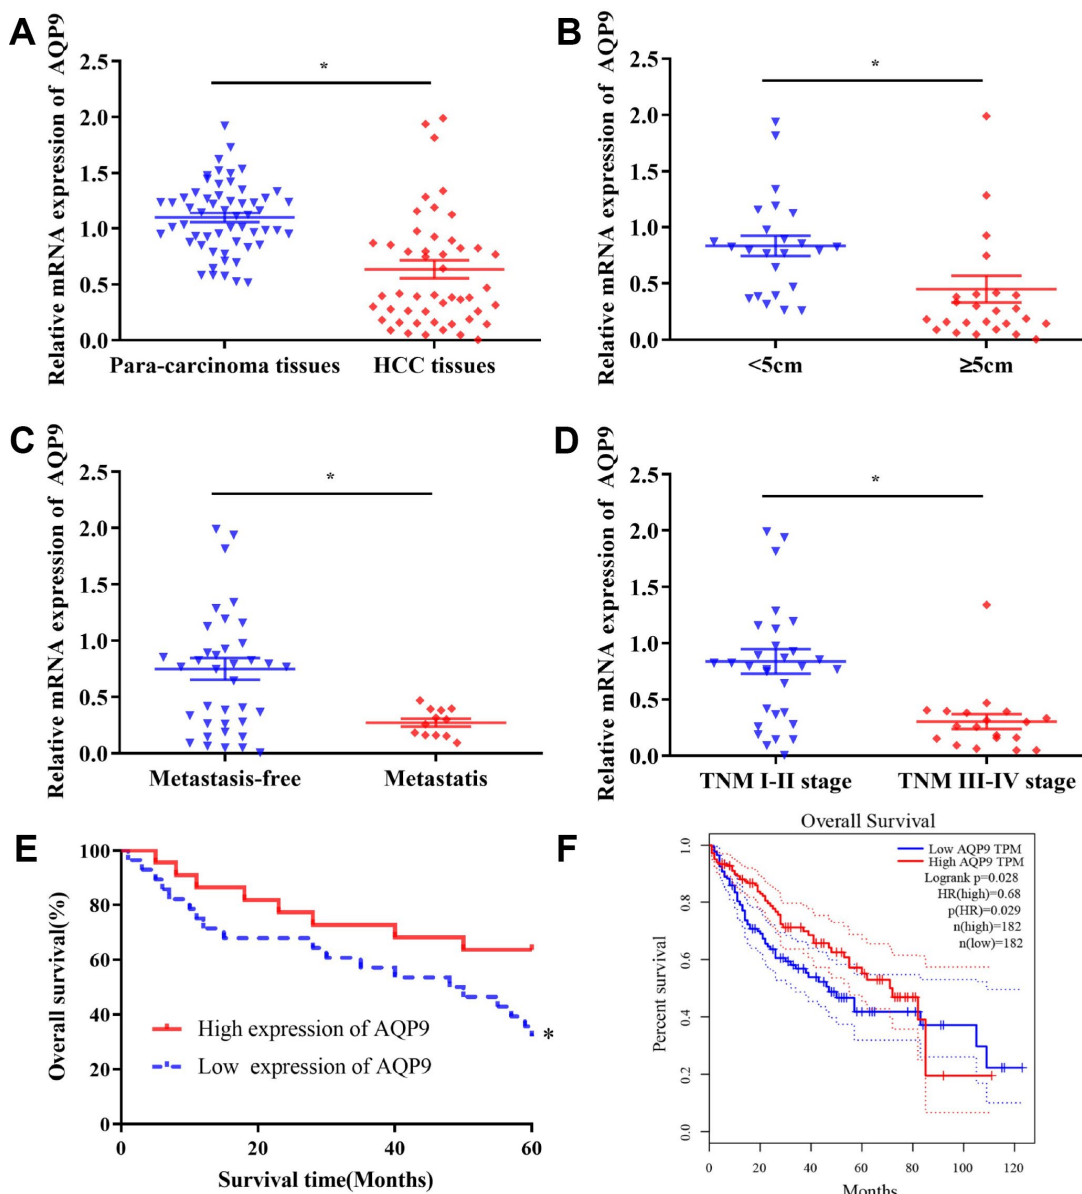 A
Relative mRNA expression of AQP9
2.5
2.0
1.5
1.0
0.5
0.0
*
Para-carcinoma tissues
HCC tissues
B
Relative mRNA expression of AQP9
2.5
2.0
1.5
1.0
0.5
0.0
*
<5cm
≥5cm
C
Relative mRNA expression of AQP9
2.5
2.0
1.5
1.0
0.5
0.0
*
Metastasis-free
Metastatis
D
Relative mRNA expression of AQP9
2.5
2.0
1.5
1.0
0.5
0.0
*
TNM I-II stage
TNM III-IV stage
E
Overall survival(%)
100
80
60
40
20
0
High expression of AQP9
Low expression of AQP9
*
0
20
40
60
Survival time(Months)
F
Overall Survival
Percent survival
1.0
0.8
0.6
0.4
0.2
0.0
Low AQP9 TPM
High AQP9 TPM
Logrank p=0.028
HR(high)=0.68
p(HR)=0.029
n(high)=182
n(low)=182
0
20
40
60
80
100
120
Months